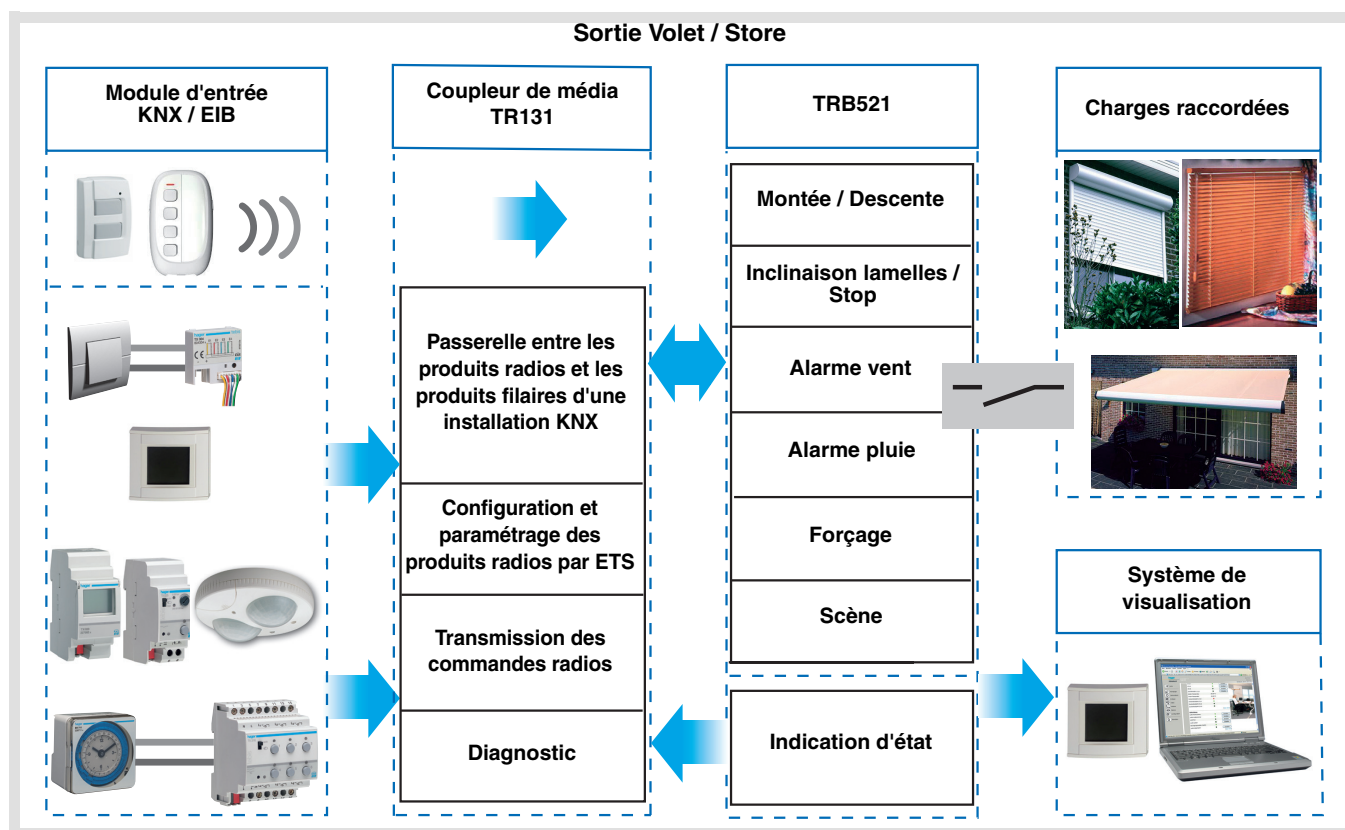 Sortie Volet / Store
Module d'entrée
KNX / EIB
Coupleur de média
TR131
Passerelle entre les
produits radios et les
produits filaires d'une
installation KNX
Configuration et
paramétrage des
produits radios par ETS
Transmission des
commandes radios
Diagnostic
TRB521
Montée / Descente
Inclinaison lamelles /
Stop
Alarme vent
Alarme pluie
Forçage
Scène
Indication d'état
Charges raccordées
Système de
visualisation